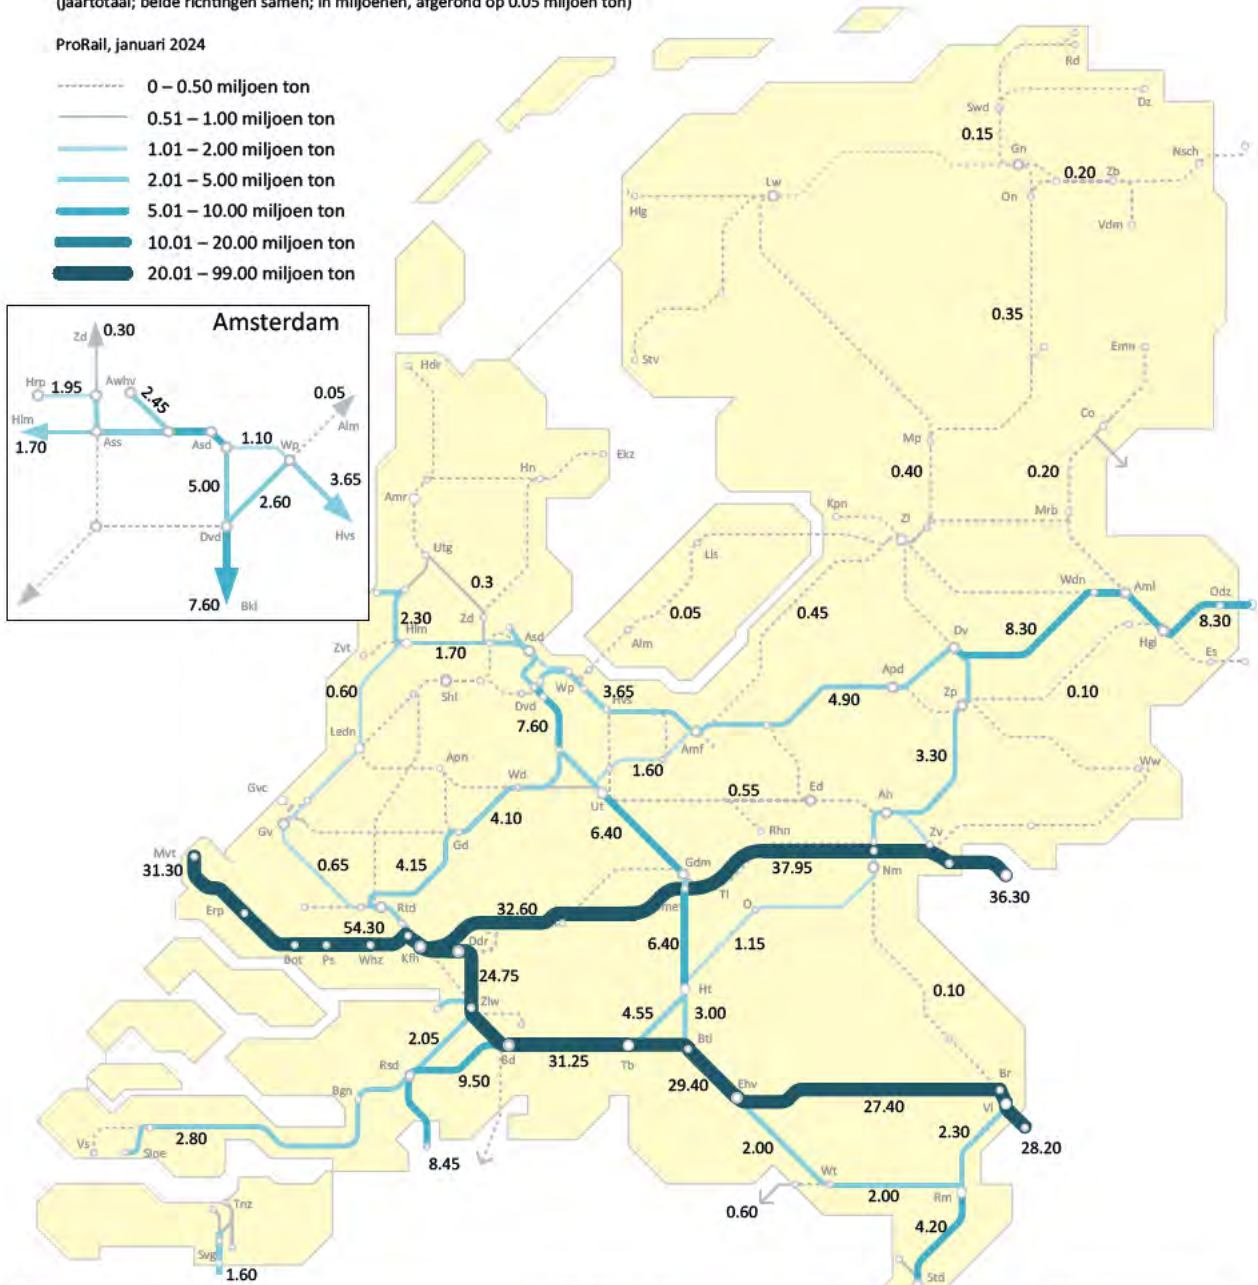 (jaartotaal; beide richtingen samen; in miljoenen, afgerond op 0.05 miljoen ton)
ProRail, januari 2024
0 – 0.50 miljoen ton
0.51 – 1.00 miljoen ton
1.01 – 2.00 miljoen ton
2.01 – 5.00 miljoen ton
5.01 – 10.00 miljoen ton
10.01 – 20.00 miljoen ton
20.01 – 99.00 miljoen ton
Amsterdam
Zd 0.30
Hrp 1.95 Awhv 2.45 0.05
Hlm Alm
1.70 Ass Asd 1.10 Wp
5.00 2.60 3.65
Dvd Hvs
7.60 Bkl
Rd
Swd Dz
0.15
Gn Nsch
0.20 Zb
Lw
Hlg On
Vdm
0.35
Stv Emn
Hdr
Co
Mp
Hn Ekz
0.40 0.20
Amr
Kpn Zl Mrb
Utg Lls
0.3 Wdn Aml Odz
0.05 0.45
2.30 Zd 8.30 8.30
Hlm Asd Alm Dv Hgl
Zvt 1.70 Es
0.60 Shl Wp 3.65 Apd 0.10
Dvd Hvs 4.90 Zp
7.60
Ledn Amf 3.30
Apn 1.60 Ww
Wd
Gvc 0.55 Ed Ah
Ut
4.10 6.40
Gv Gd Rhn Zv
Mvt
31.30 0.65 4.15 Gdm 37.95 Nm
Tl 36.30
Erp Rtd 32.60 O
54.30
Ddr 6.40 1.15
Bot Ps Whz Kfh
24.75
Ht 0.10
Zlw
4.55 3.00
2.05 Btl
Rsd Bd 31.25 Tb
9.50 29.40 Ehv Br
Bgn
27.40 Vl
Vs 2.80 2.30
Sloe 8.45 2.00 28.20
Wt
2.00 Rm
Tnz 0.60
4.20
Svg
1.60 Std